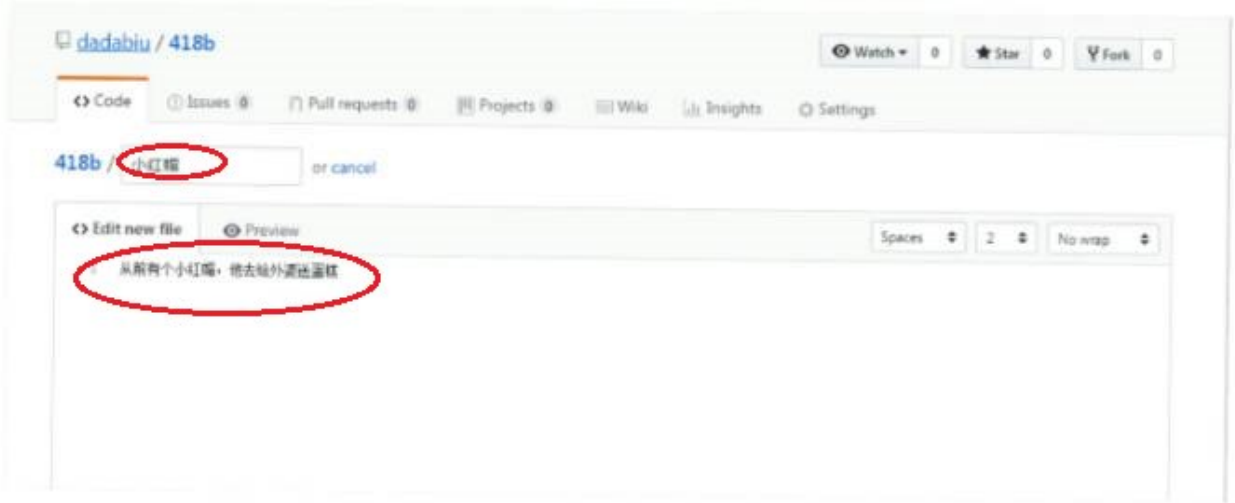 dadabiu / 418b
Watch 0 Star 0 Fork 0
Code Issues 0 Pull requests 0 Projects 0 Wiki Insights Settings
418b / 小红帽 or cancel
Edit new file Preview Spaces 2 No wrap
1 从前有个小红帽，他去给外婆送蛋糕